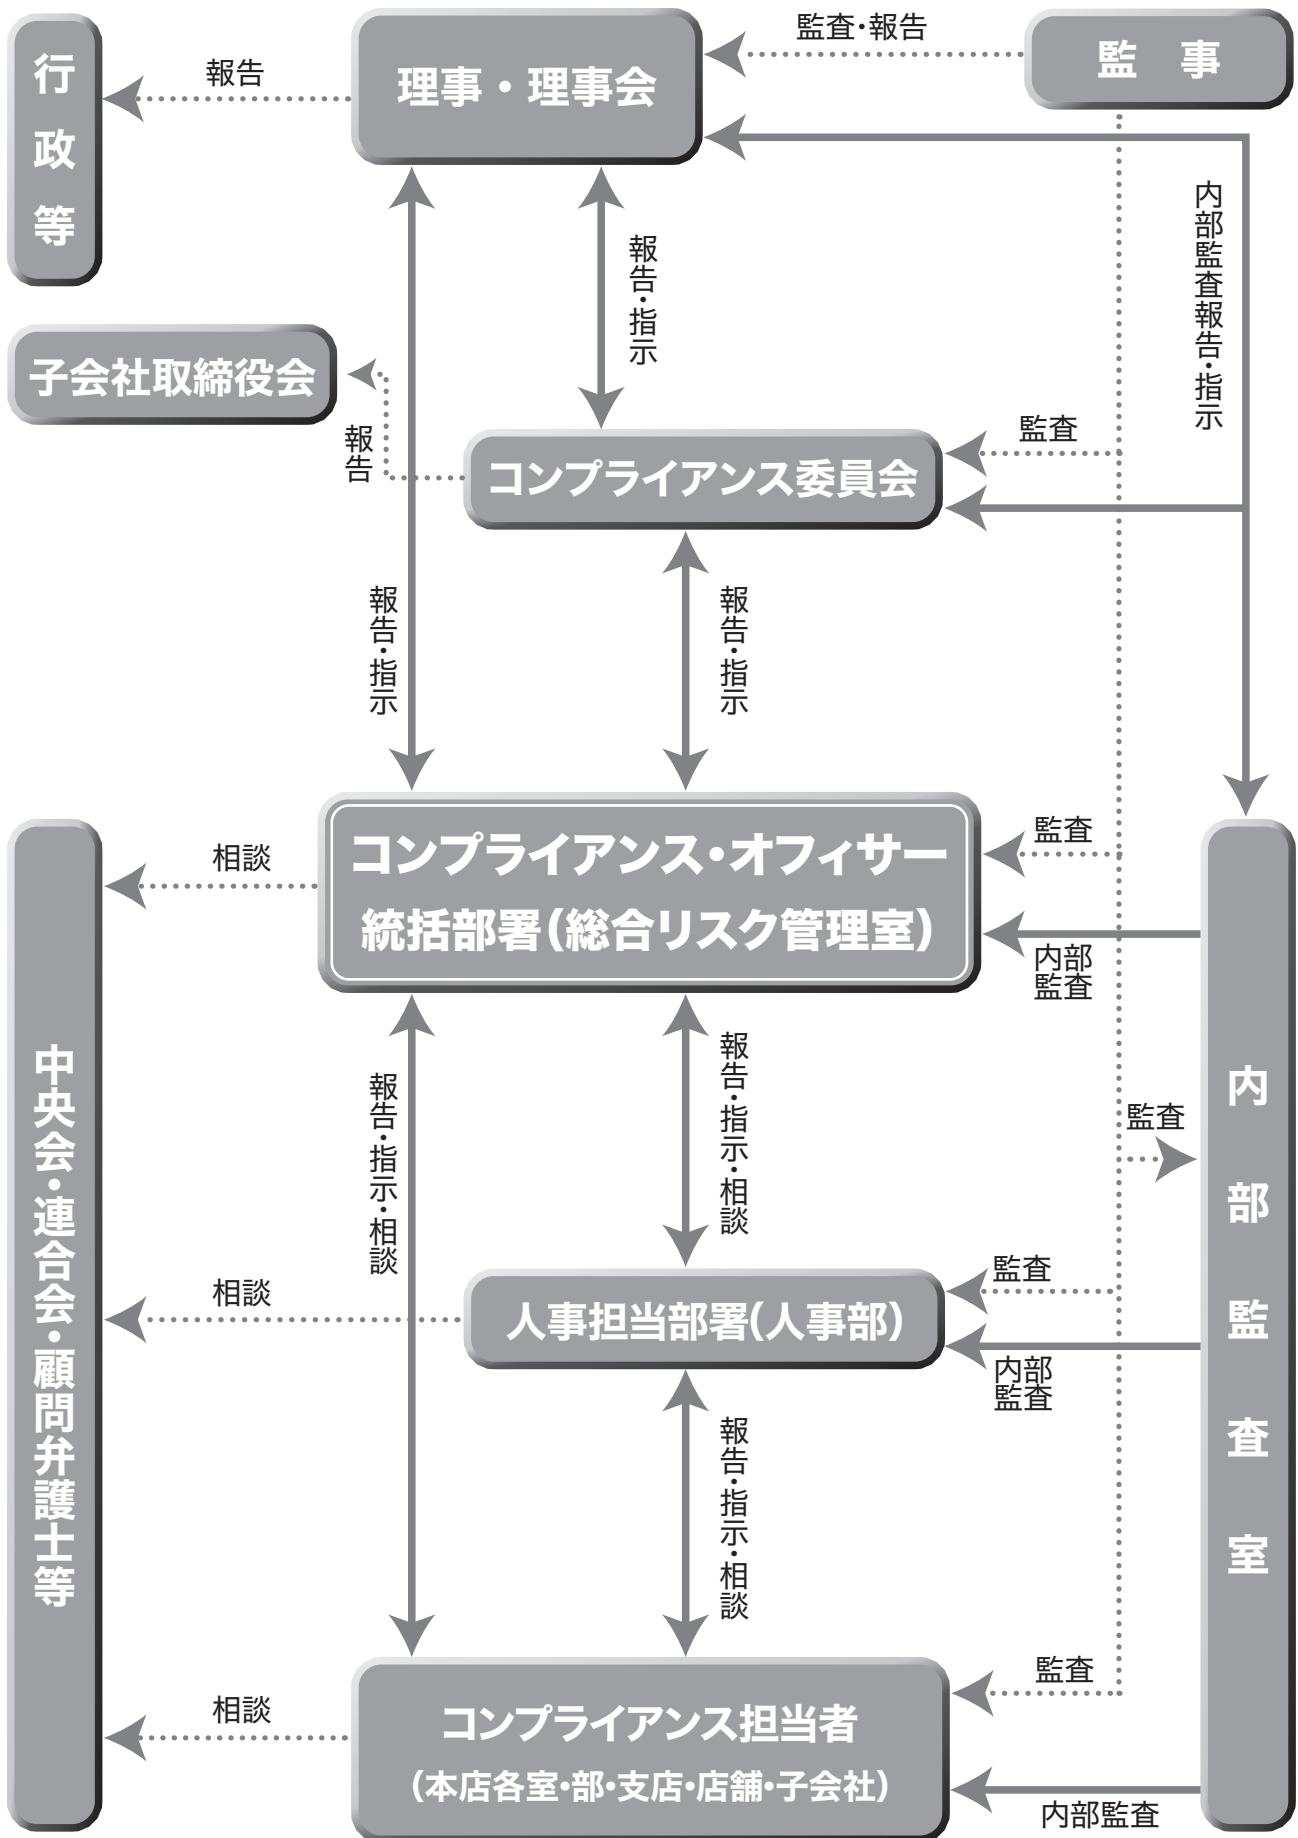 行政等
報告
理事・理事会
監査・報告
監　事
報告・指示
内部監査報告・指示
子会社取締役会
報告
コンプライアンス委員会
監査
報告・指示
報告・指示
コンプライアンス・オフィサー
統括部署(総合リスク管理室)
監査
内部
監査
相談
中央会・連合会・顧問弁護士等
報告・指示・相談
報告・指示・相談
監査
内部監査室
相談
人事担当部署(人事部)
監査
内部
監査
報告・指示・相談
相談
コンプライアンス担当者
(本店各室・部・支店・店舗・子会社)
監査
内部監査